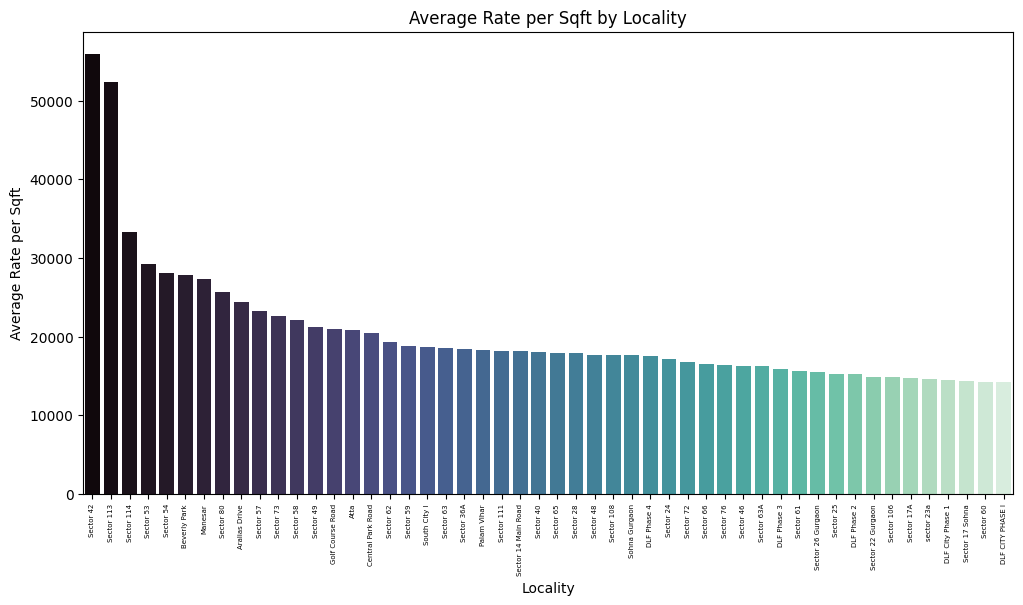 Average Rate per Sqft by Locality
Average Rate per Sqft
50000
40000
30000
20000
10000
0
Sector 42
Sector 113
Sector 114
Sector 53
Sector 54
Beverly Park
Manesar
Sector 80
Aralias Drive
Sector 57
Sector 73
Sector 58
Sector 49
Golf Course Road
Atta
Central Park Road
Sector 62
Sector 59
South City I
Sector 63
Sector 36A
Palam Vihar
Sector 111
Sector 14 Main Road
Sector 40
Sector 65
Sector 28
Sector 48
Sector 108
Sohna Gurgaon
DLF Phase 4
Sector 24
Sector 72
Sector 66
Sector 76
Sector 46
Sector 63A
DLF Phase 3
Sector 61
Sector 26 Gurgaon
Sector 25
DLF Phase 2
Sector 22 Gurgaon
Sector 106
Sector 17A
sector 23a
DLF City Phase 1
Sector 17 Sohna
Sector 60
DLF CITY PHASE I
Locality